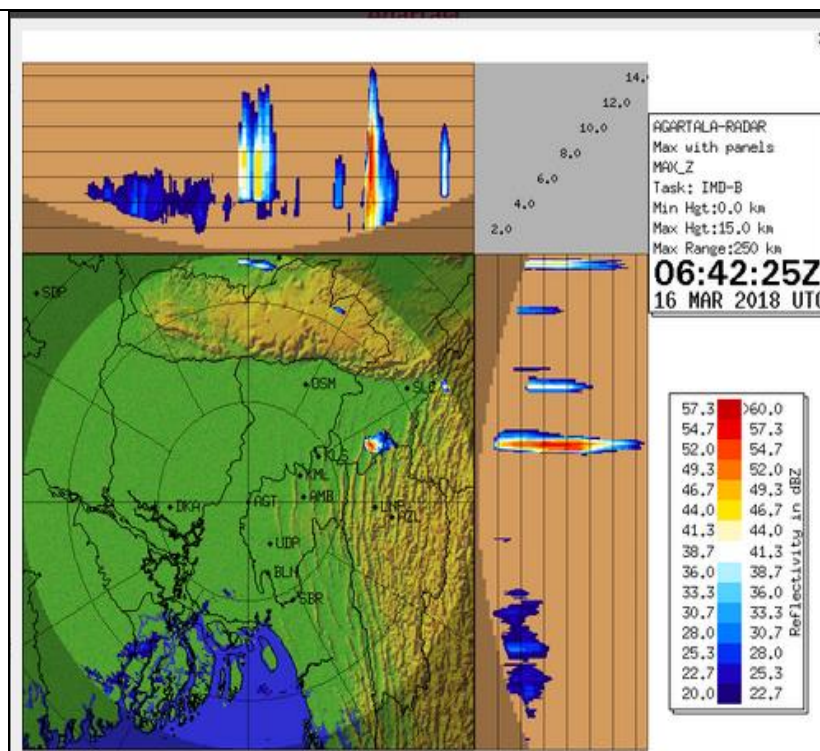 Agartala
14.
12.0
10.0
8.0
6.0
4.0
2.0
AGARTALA-RADAR
Max with panels
MAX_Z
Task: IMD-B
Min Hgt:0.0 km
Max Hgt:15.0 km
Max Range:250 km
06:42:25Z
16 MAR 2018 UTC
SDP
OSM
SLC
KLS
KML
AMB
AGT
DKA
LNP
AZL
UDP
BLN
SBR
57.3 >60.0
54.7 57.3
52.0 54.7
49.3 52.0
46.7 49.3
44.0 46.7
41.3 44.0
38.7 41.3
36.0 38.7
33.3 36.0
30.7 33.3
28.0 30.7
25.3 28.0
22.7 25.3
20.0 22.7
Reflectivity in dBZ